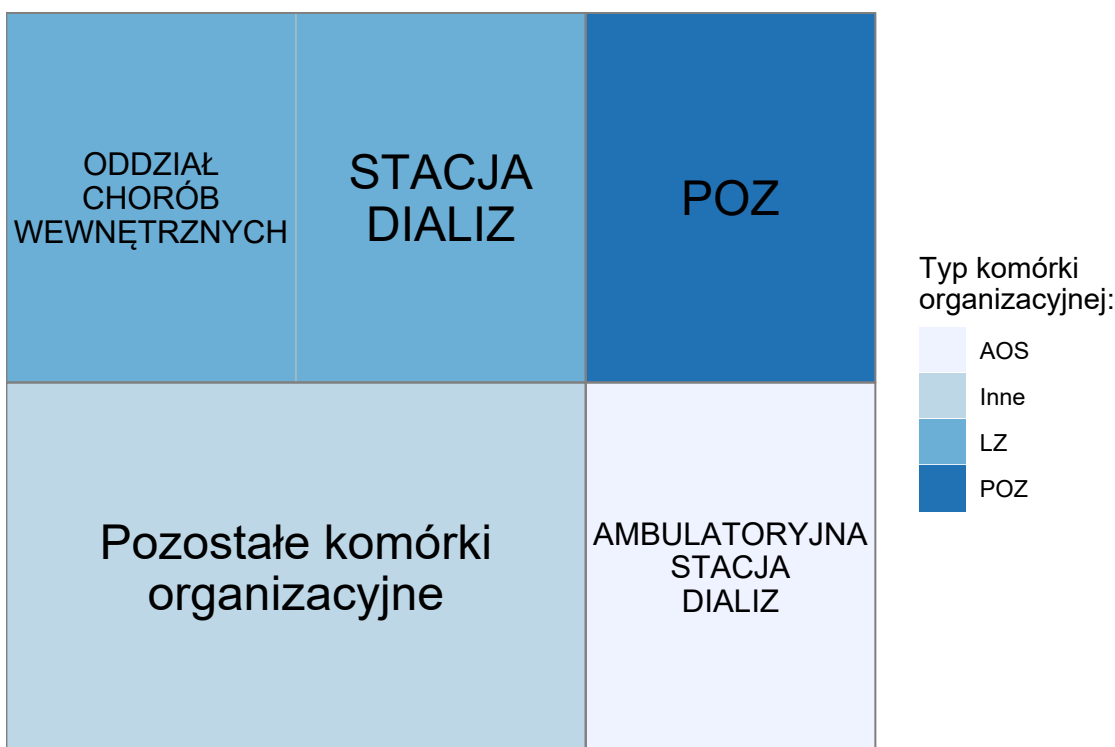 ODDZIAŁ
CHORÓB
WEWNĘTRZNYCH
STACJA
DIALIZ
POZ
Pozostałe komórki
organizacyjne
AMBULATORYJNA
STACJA
DIALIZ
Typ komórki
organizacyjnej:
AOS
Inne
LZ
POZ